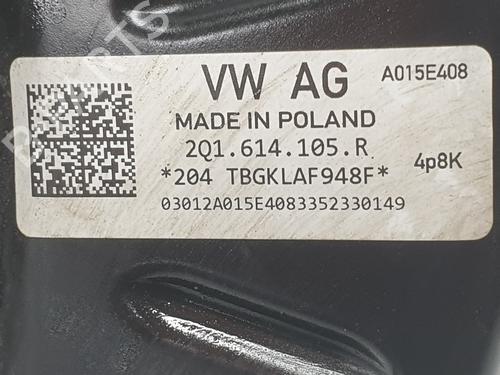 VW AG
A015E408
MADE IN POLAND
2Q1.614.105.R
*204 TBGKLAF948F*
4p8K
03012A015E4083352330149